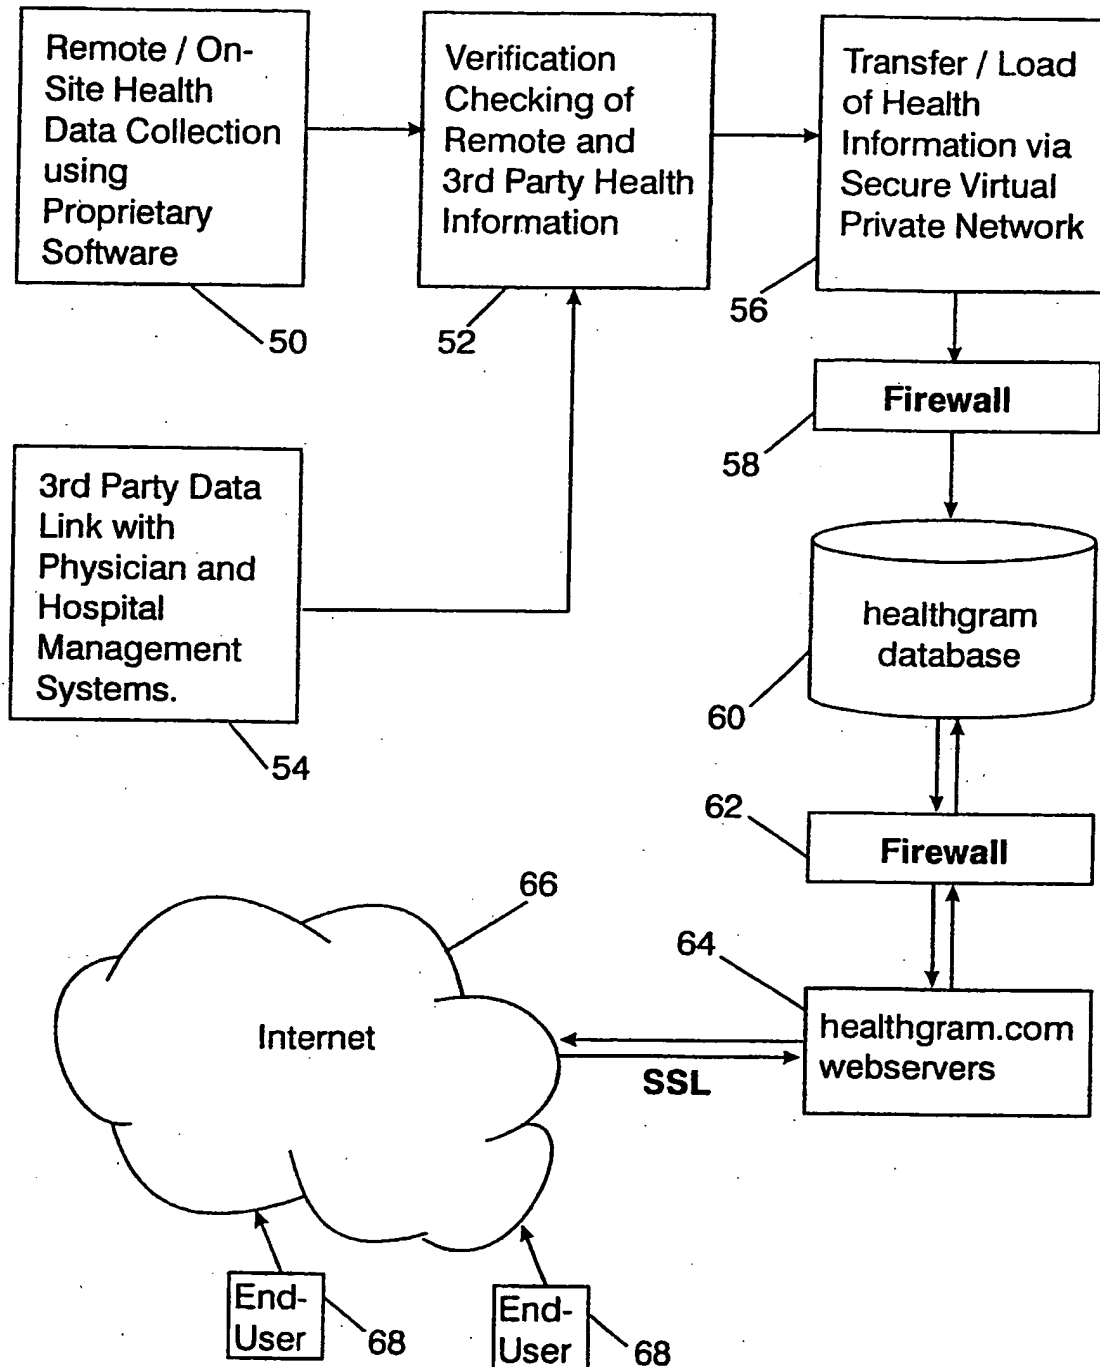 Remote / On-
Site Health
Data Collection
using
Proprietary
Software
50
Verification
Checking of
Remote and
3rd Party Health
Information
52
Transfer / Load
of Health
Information via
Secure Virtual
Private Network
56
Firewall
58
3rd Party Data
Link with
Physician and
Hospital
Management
Systems.
54
healthgram
database
60
62
Firewall
66
64
Internet
healthgram.com
webservers
SSL
End-
User
68
End-
User
68